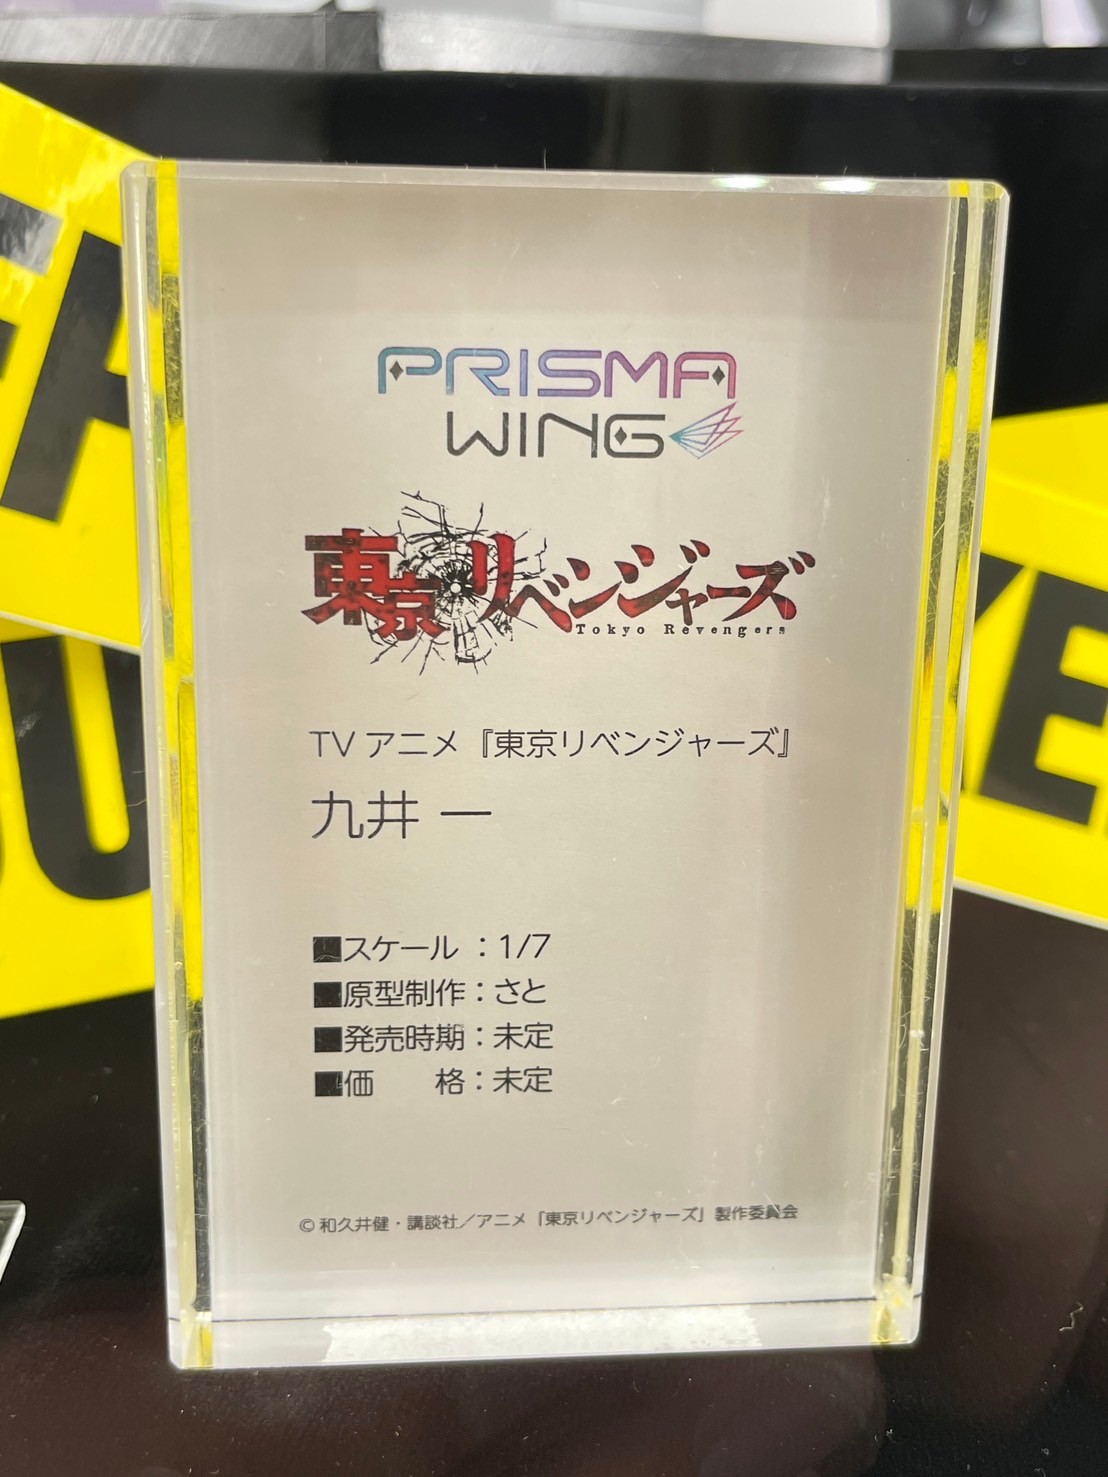 PRISMA
WING
東京リベンジャーズ
Tokyo Revengers
TVアニメ『東京リベンジャーズ』
九井 一
■スケール：1/7
■原型制作：さと
■発売時期：未定
■価　　格：未定
©和久井健・講談社／アニメ「東京リベンジャーズ」製作委員会